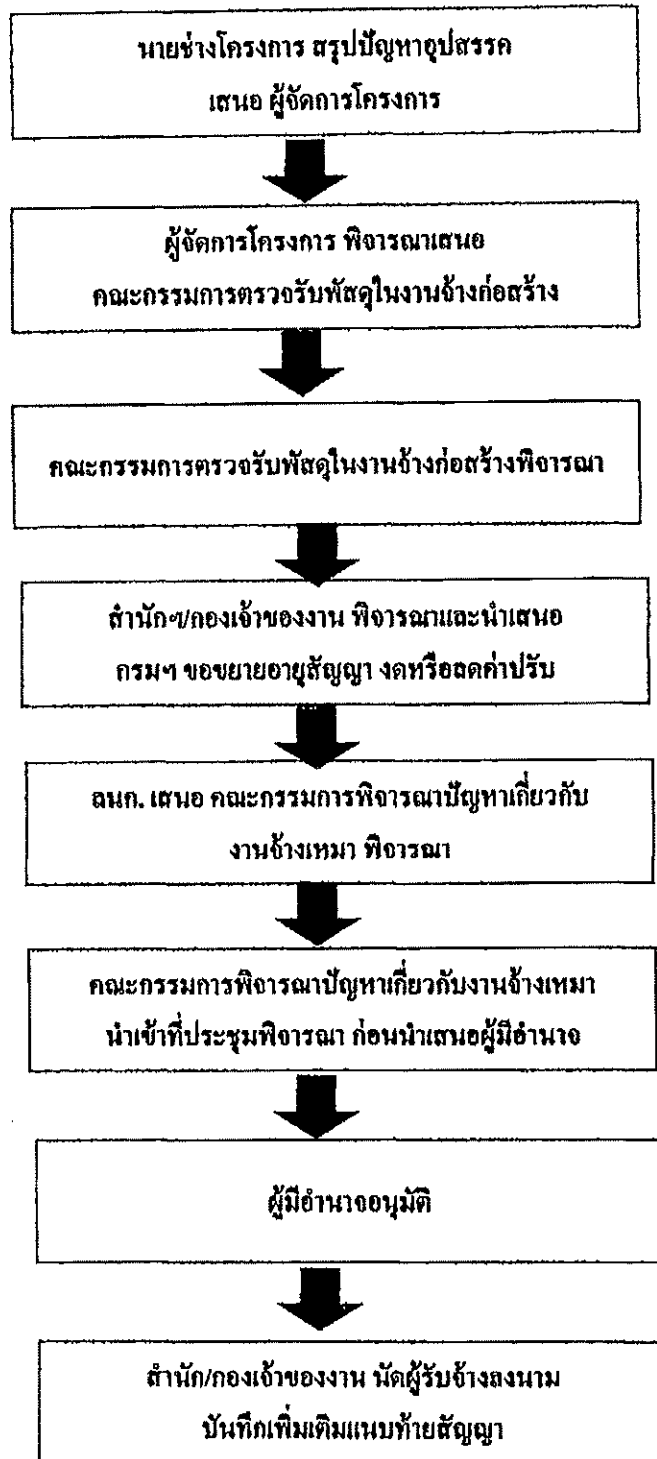 นายช่างโครงการ สรุปปัญหาอุปสรรค
เสนอ ผู้จัดการโครงการ
ผู้จัดการโครงการ พิจารณาเสนอ
คณะกรรมการตรวจรับพัสดุในงานจ้างก่อสร้าง
คณะกรรมการตรวจรับพัสดุในงานจ้างก่อสร้างพิจารณา
สำนักฯ/กองเจ้าของงาน พิจารณาและนำเสนอ
กรมฯ ขอขยายอายุสัญญา งดหรือลดค่าปรับ
ลนก. เสนอ คณะกรรมการพิจารณาปัญหาเกี่ยวกับ
งานจ้างเหมา พิจารณา
คณะกรรมการพิจารณาปัญหาเกี่ยวกับงานจ้างเหมา
นำเข้าที่ประชุมพิจารณา ก่อนนำเสนอผู้มีอำนาจ
ผู้มีอำนาจอนุมัติ
สำนัก/กองเจ้าของงาน นัดผู้รับจ้างลงนาม
บันทึกเพิ่มเติมแนบท้ายสัญญา